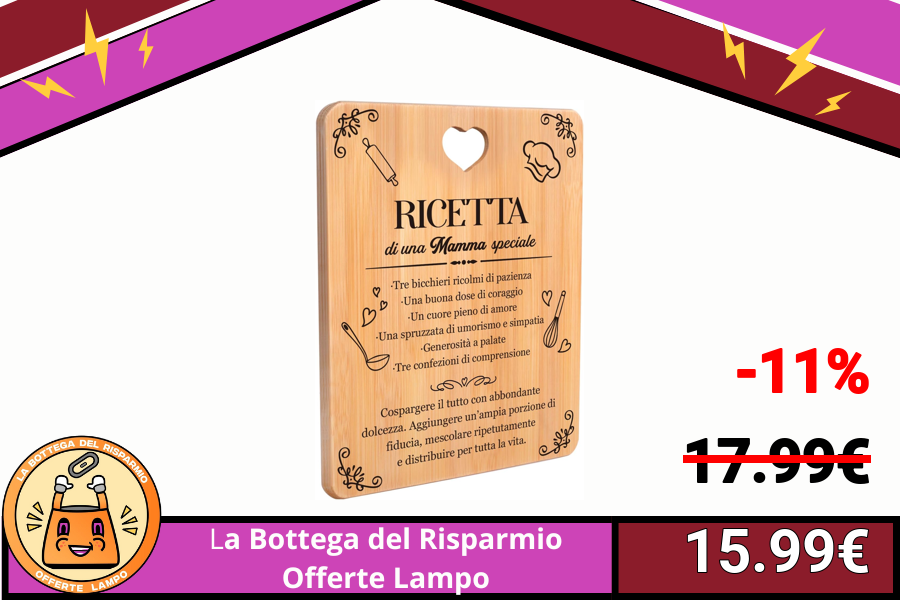 RICETTA
di una Mamma speciale
·Tre bicchieri ricolmi di pazienza
·Una buona dose di coraggio
·Un cuore pieno di amore
·Una spruzzata di umorismo e simpatia
·Generosità a palate
·Tre confezioni di comprensione
Cospargere il tutto con abbondante
dolcezza. Aggiungere un'ampia porzione di
fiducia, mescolare ripetutamente
e distribuire per tutta la vita.
-11%
17.99€
15.99€
LA BOTTEGA DEL RISPARMIO
OFFERTE LAMPO
La Bottega del Risparmio
Offerte Lampo